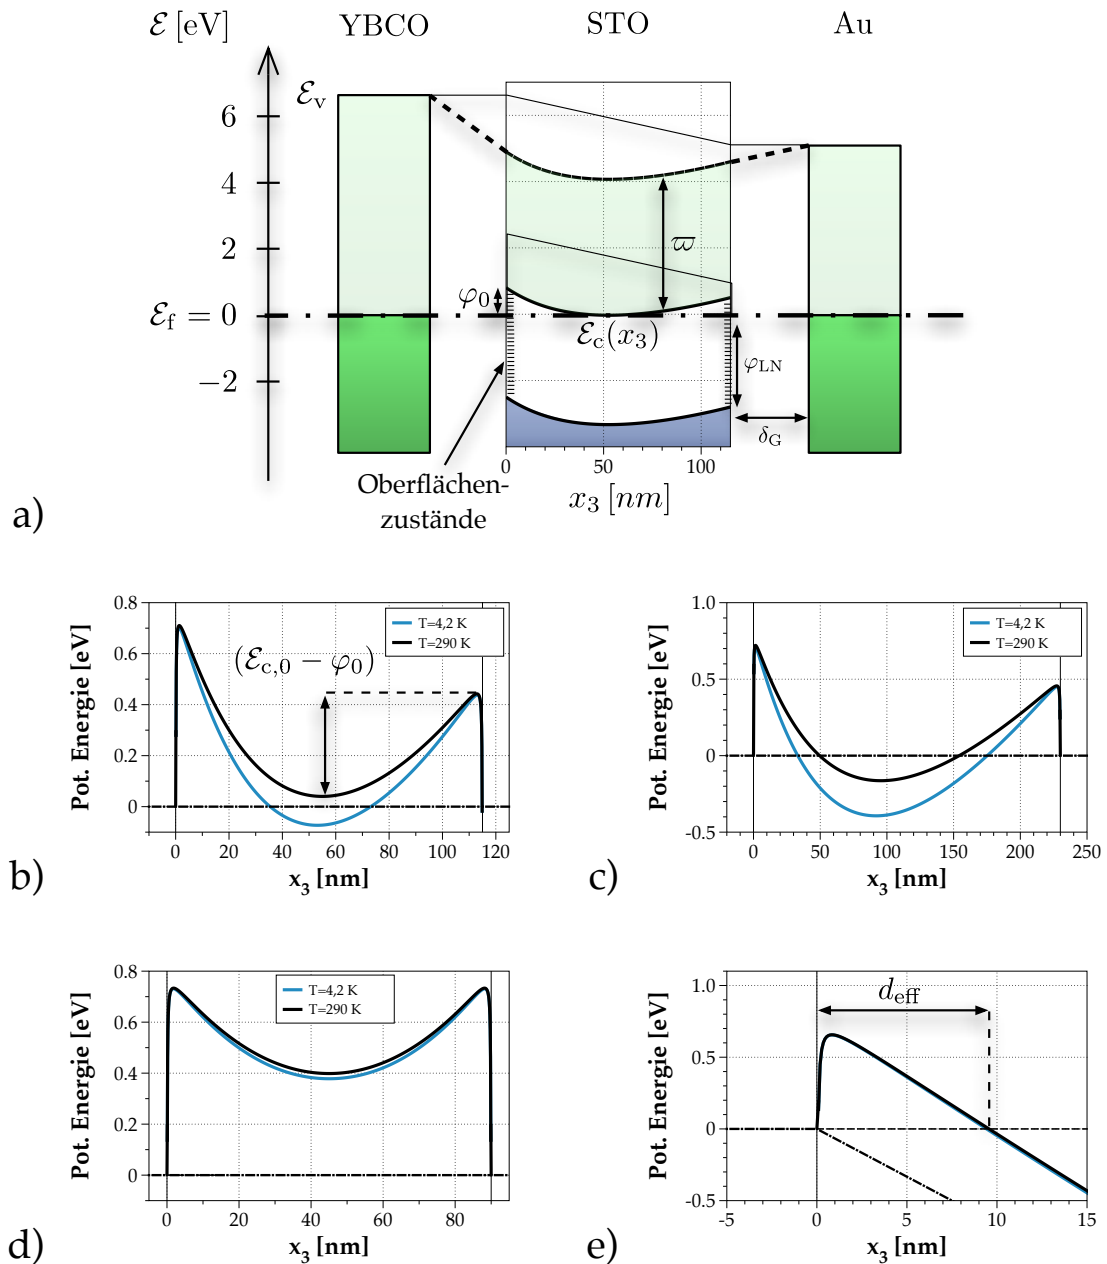 ℰ [eV]
YBCO
STO
Au
ℰv
6
4
2
ℰf = 0
−2
φ0
ϖ
ℰc(x3)
φLN
δG
0
50
100
x3 [nm]
Oberflächen-
zustände
a)
0.8
0.6
0.4
0.2
0
Pot. Energie [eV]
T=4,2 K
T=290 K
(ℰc,0 − φ0)
0
20
40
60
80
100
120
x3 [nm]
b)
1.0
0.5
0
-0.5
Pot. Energie [eV]
T=4,2 K
T=290 K
0
50
100
150
200
250
x3 [nm]
c)
0.8
0.6
0.4
0.2
0
Pot. Energie [eV]
T=4,2 K
T=290 K
0
20
40
60
80
x3 [nm]
d)
1.0
0.5
0
-0.5
Pot. Energie [eV]
deff
-5
0
5
10
15
x3 [nm]
e)